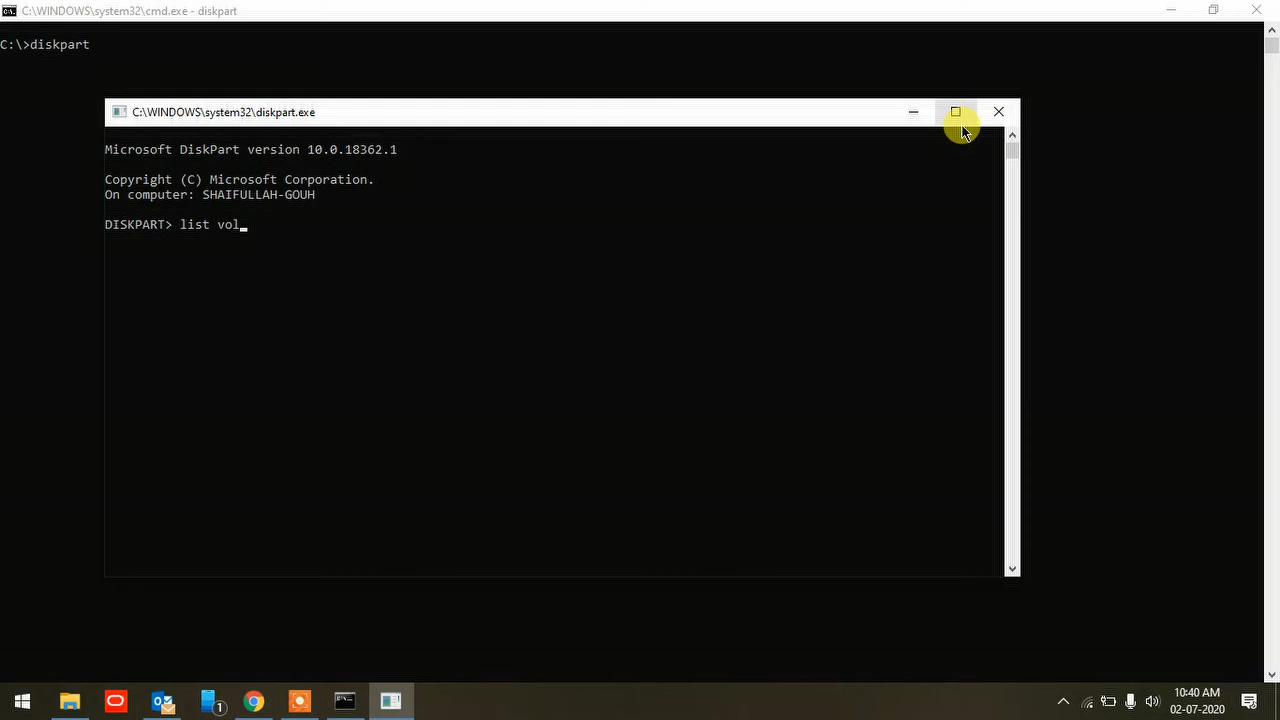 C:\WINDOWS\system32\cmd.exe - diskpart
C:\>diskpart
C:\WINDOWS\system32\diskpart.exe
Microsoft DiskPart version 10.0.18362.1
Copyright (C) Microsoft Corporation.
On computer: SHAIFULLAH-GOUH
DISKPART> list vol
1
10:40 AM
02-07-2020